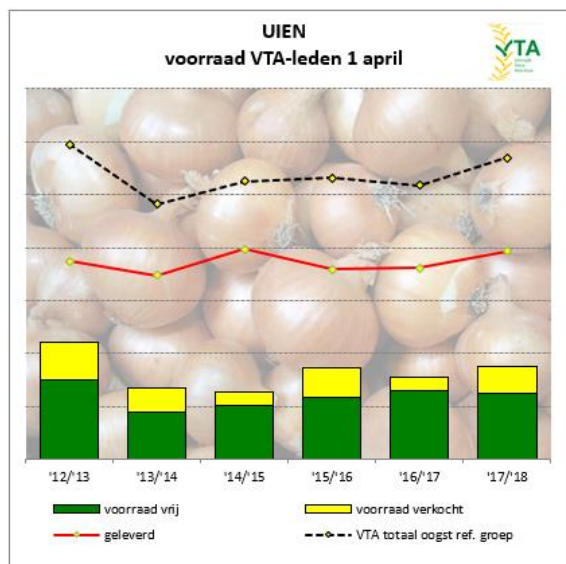 UIEN
voorraad VTA-leden 1 april
VTA
'12/'13
'13/'14
'14/'15
'15/'16
'16/'17
'17/'18
voorraad vrij
voorraad verkocht
geleverd
VTA totaal oogst ref. groep